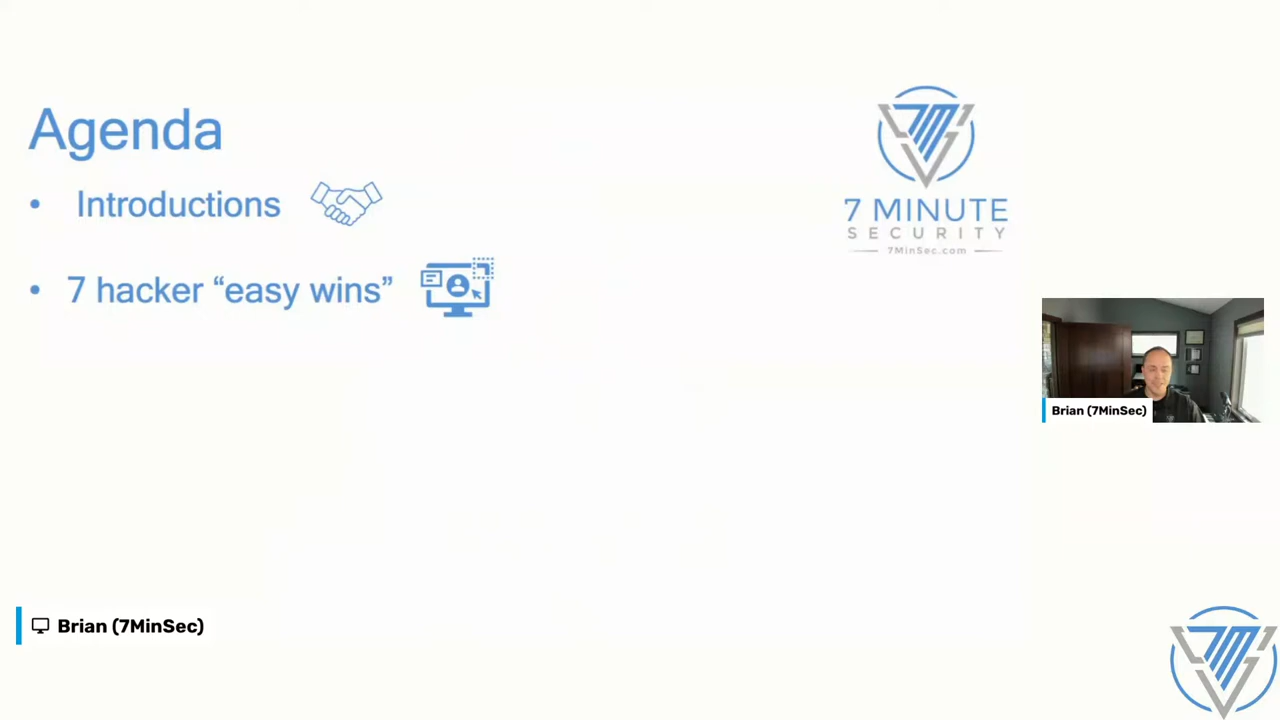 Agenda
• Introductions
• 7 hacker “easy wins”
7 MINUTE
SECURITY
7MinSec.com
Brian (7MinSec)
Brian (7MinSec)